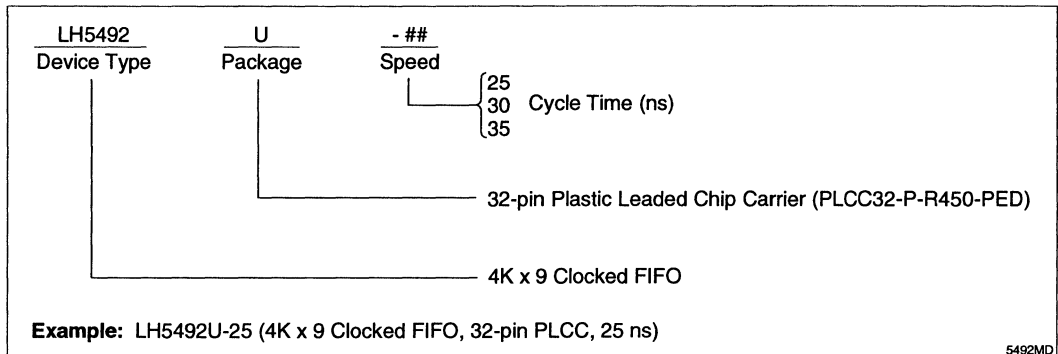 LH5492 U - ##
Device Type Package Speed
25
30 Cycle Time (ns)
35
32-pin Plastic Leaded Chip Carrier (PLCC32-P-R450-PED)
4K x 9 Clocked FIFO
Example: LH5492U-25 (4K x 9 Clocked FIFO, 32-pin PLCC, 25 ns)
5492MD